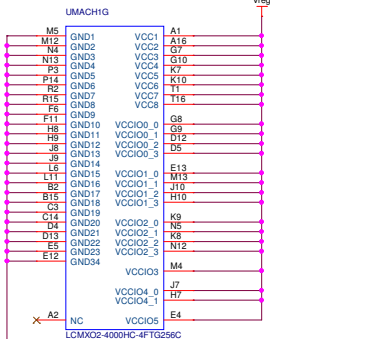 Vreg
UMACH1G
M5 GND1 VCC1 A1
M12 GND2 VCC2 A16
N4 GND3 VCC3 G7
N13 GND4 VCC4 G10
P3 GND5 VCC5 K7
P14 GND6 VCC6 K10
R2 GND7 VCC7 T1
R15 GND8 VCC8 T16
F6 GND9
F11 GND10 VCCIO0_0 G8
H8 GND11 VCCIO0_1 G9
H9 GND12 VCCIO0_2 D12
J8 GND13 VCCIO0_3 D5
J9 GND14
L6 GND15 VCCIO1_0 E13
L11 GND16 VCCIO1_1 M13
B2 GND17 VCCIO1_2 J10
B15 GND18 VCCIO1_3 H10
C3 GND19
C14 GND20 VCCIO2_0 K9
D4 GND21 VCCIO2_1 N5
D13 GND22 VCCIO2_2 K8
E5 GND23 VCCIO2_3 N12
E12 GND34
VCCIO3 M4
VCCIO4_0 J7
VCCIO4_1 H7
A2 NC VCCIO5 E4
LCMXO2-4000HC-4FTG256C